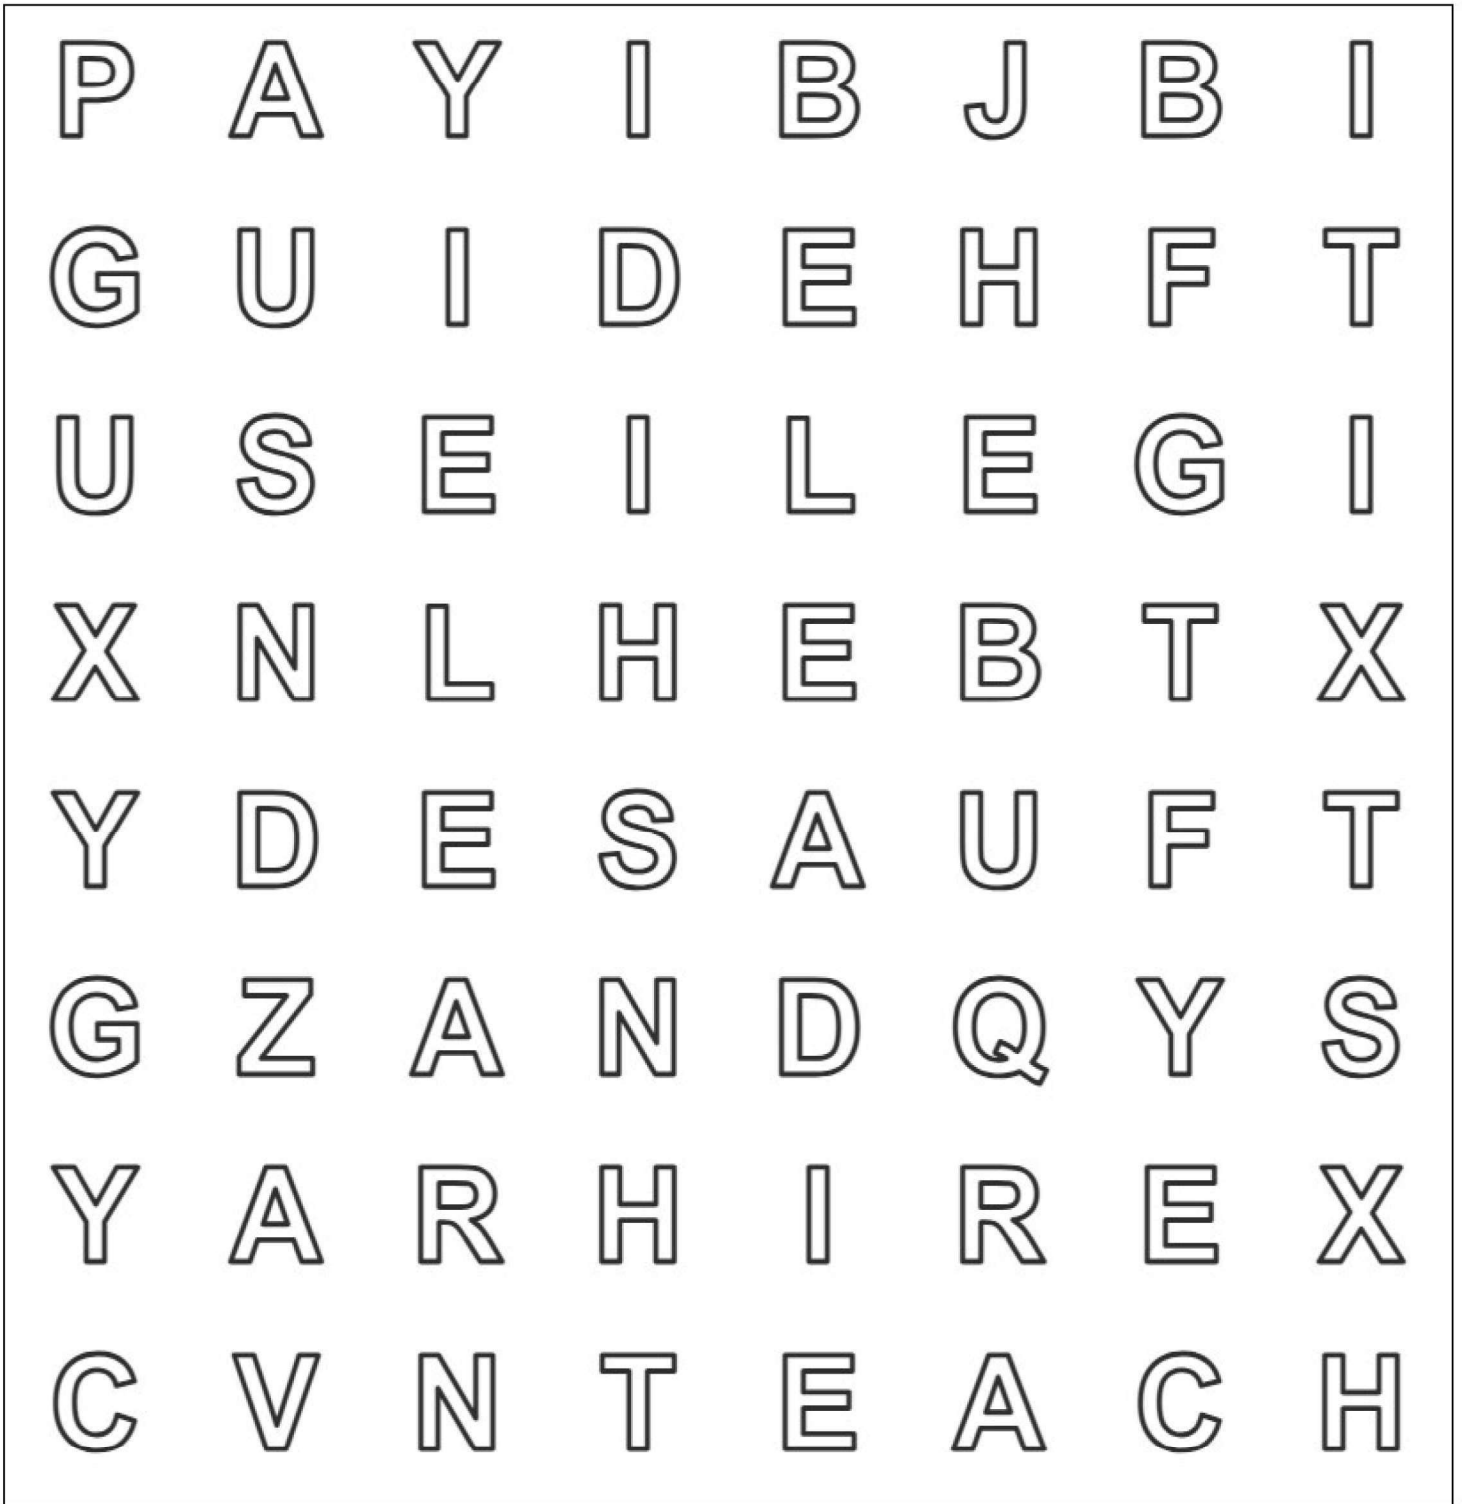 P A Y I B J B I
G U I D E H F T
U S E I L E G I
X N L H E B T X
Y D E S A U F T
G Z A N D Q Y S
Y A R H I R E X
C V N T E A C H